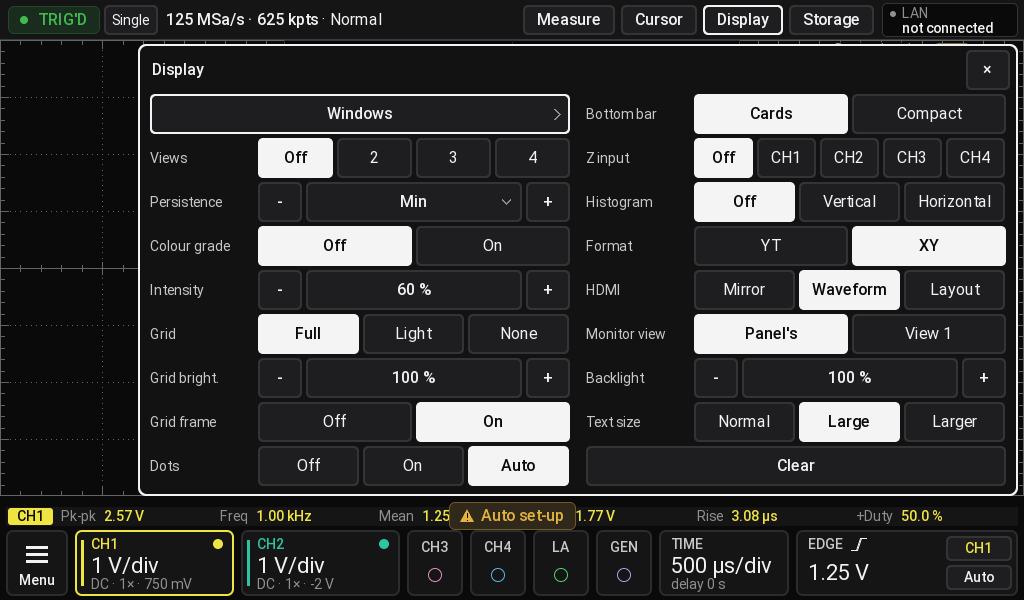 TRIG'D Single 125 MSa/s · 625 kpts · Normal Measure Cursor Display Storage LAN
not connected
Display ×
Windows Bottom bar Cards Compact
Views Off 2 3 4 Z input Off CH1 CH2 CH3 CH4
Persistence - Min + Histogram Off Vertical Horizontal
Colour grade Off On Format YT XY
Intensity - 60 % + HDMI Mirror Waveform Layout
Grid Full Light None Monitor view Panel's View 1
Grid bright. - 100 % + Backlight - 100 % +
Grid frame Off On Text size Normal Large Larger
Dots Off On Auto Clear
CH1 Pk-pk 2.57 V Freq 1.00 kHz Mean 1.25 Auto set-up 1.77 V Rise 3.08 µs +Duty 50.0 %
Menu
CH1
1 V/div
DC · 1× · 750 mV
CH2
1 V/div
DC · 1× · -2 V
CH3
CH4
LA
GEN
TIME
500 µs/div
delay 0 s
EDGE
1.25 V
CH1
Auto